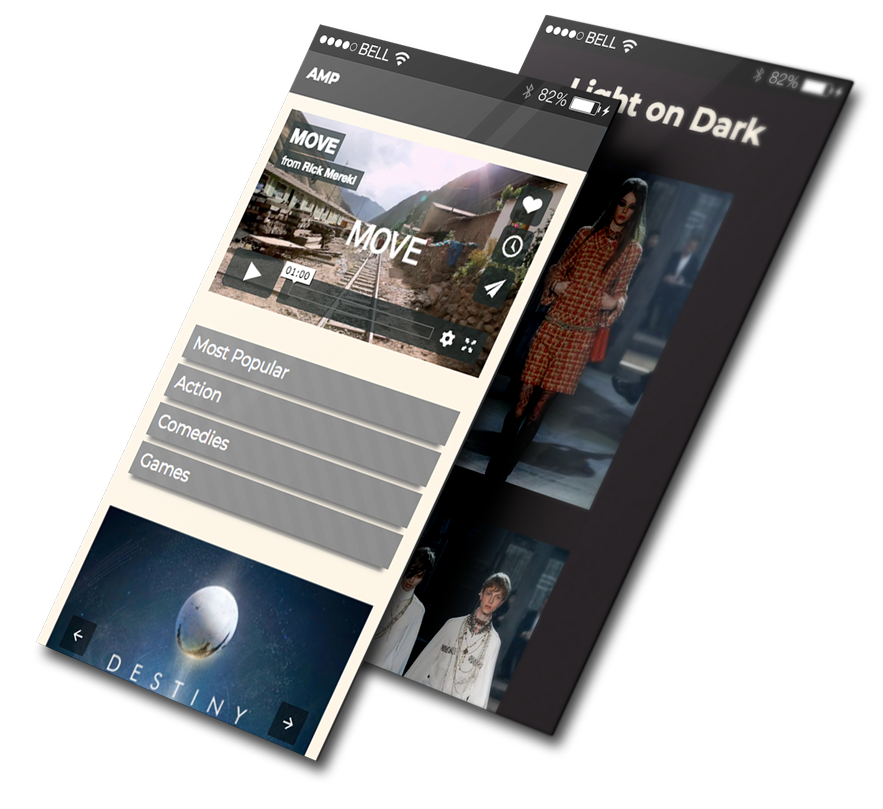 BELL
82%
AMP
MOVE
from Rick Mereki
MOVE
01:00
Most Popular
Action
Comedies
Games
DESTINY
BELL
82%
Light on Dark